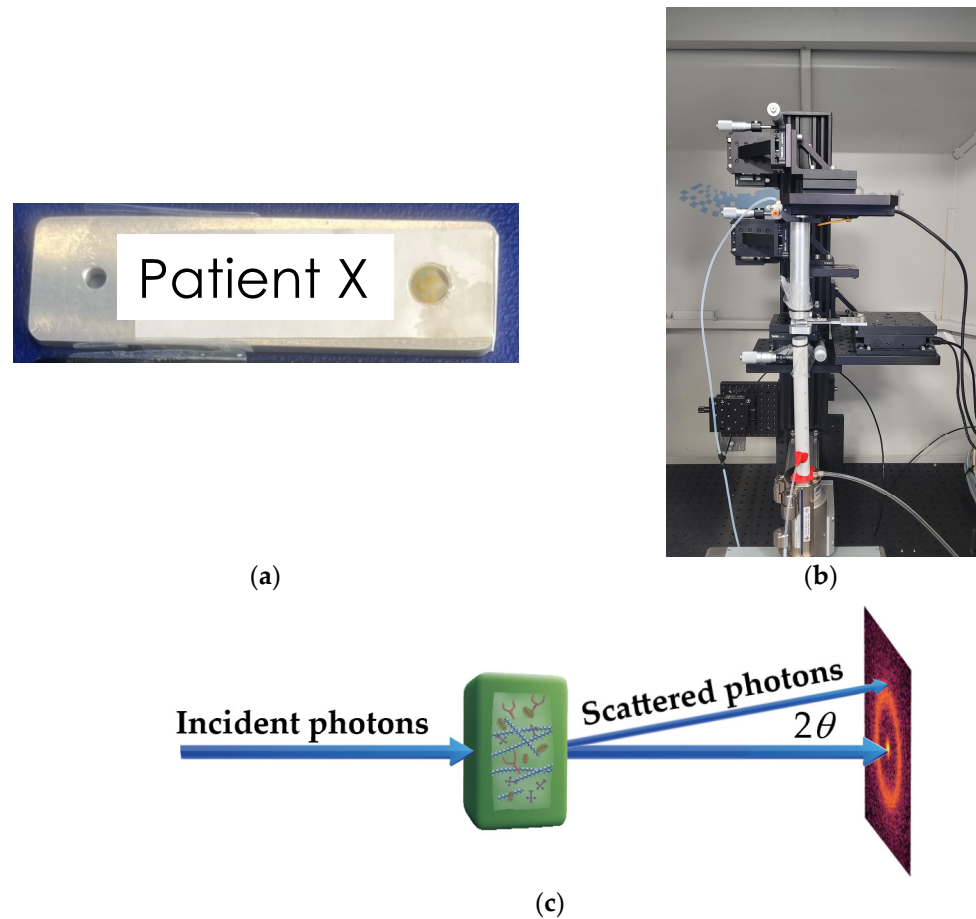 Patient X
(a)
(b)
Incident photons
Scattered photons
2θ
(c)